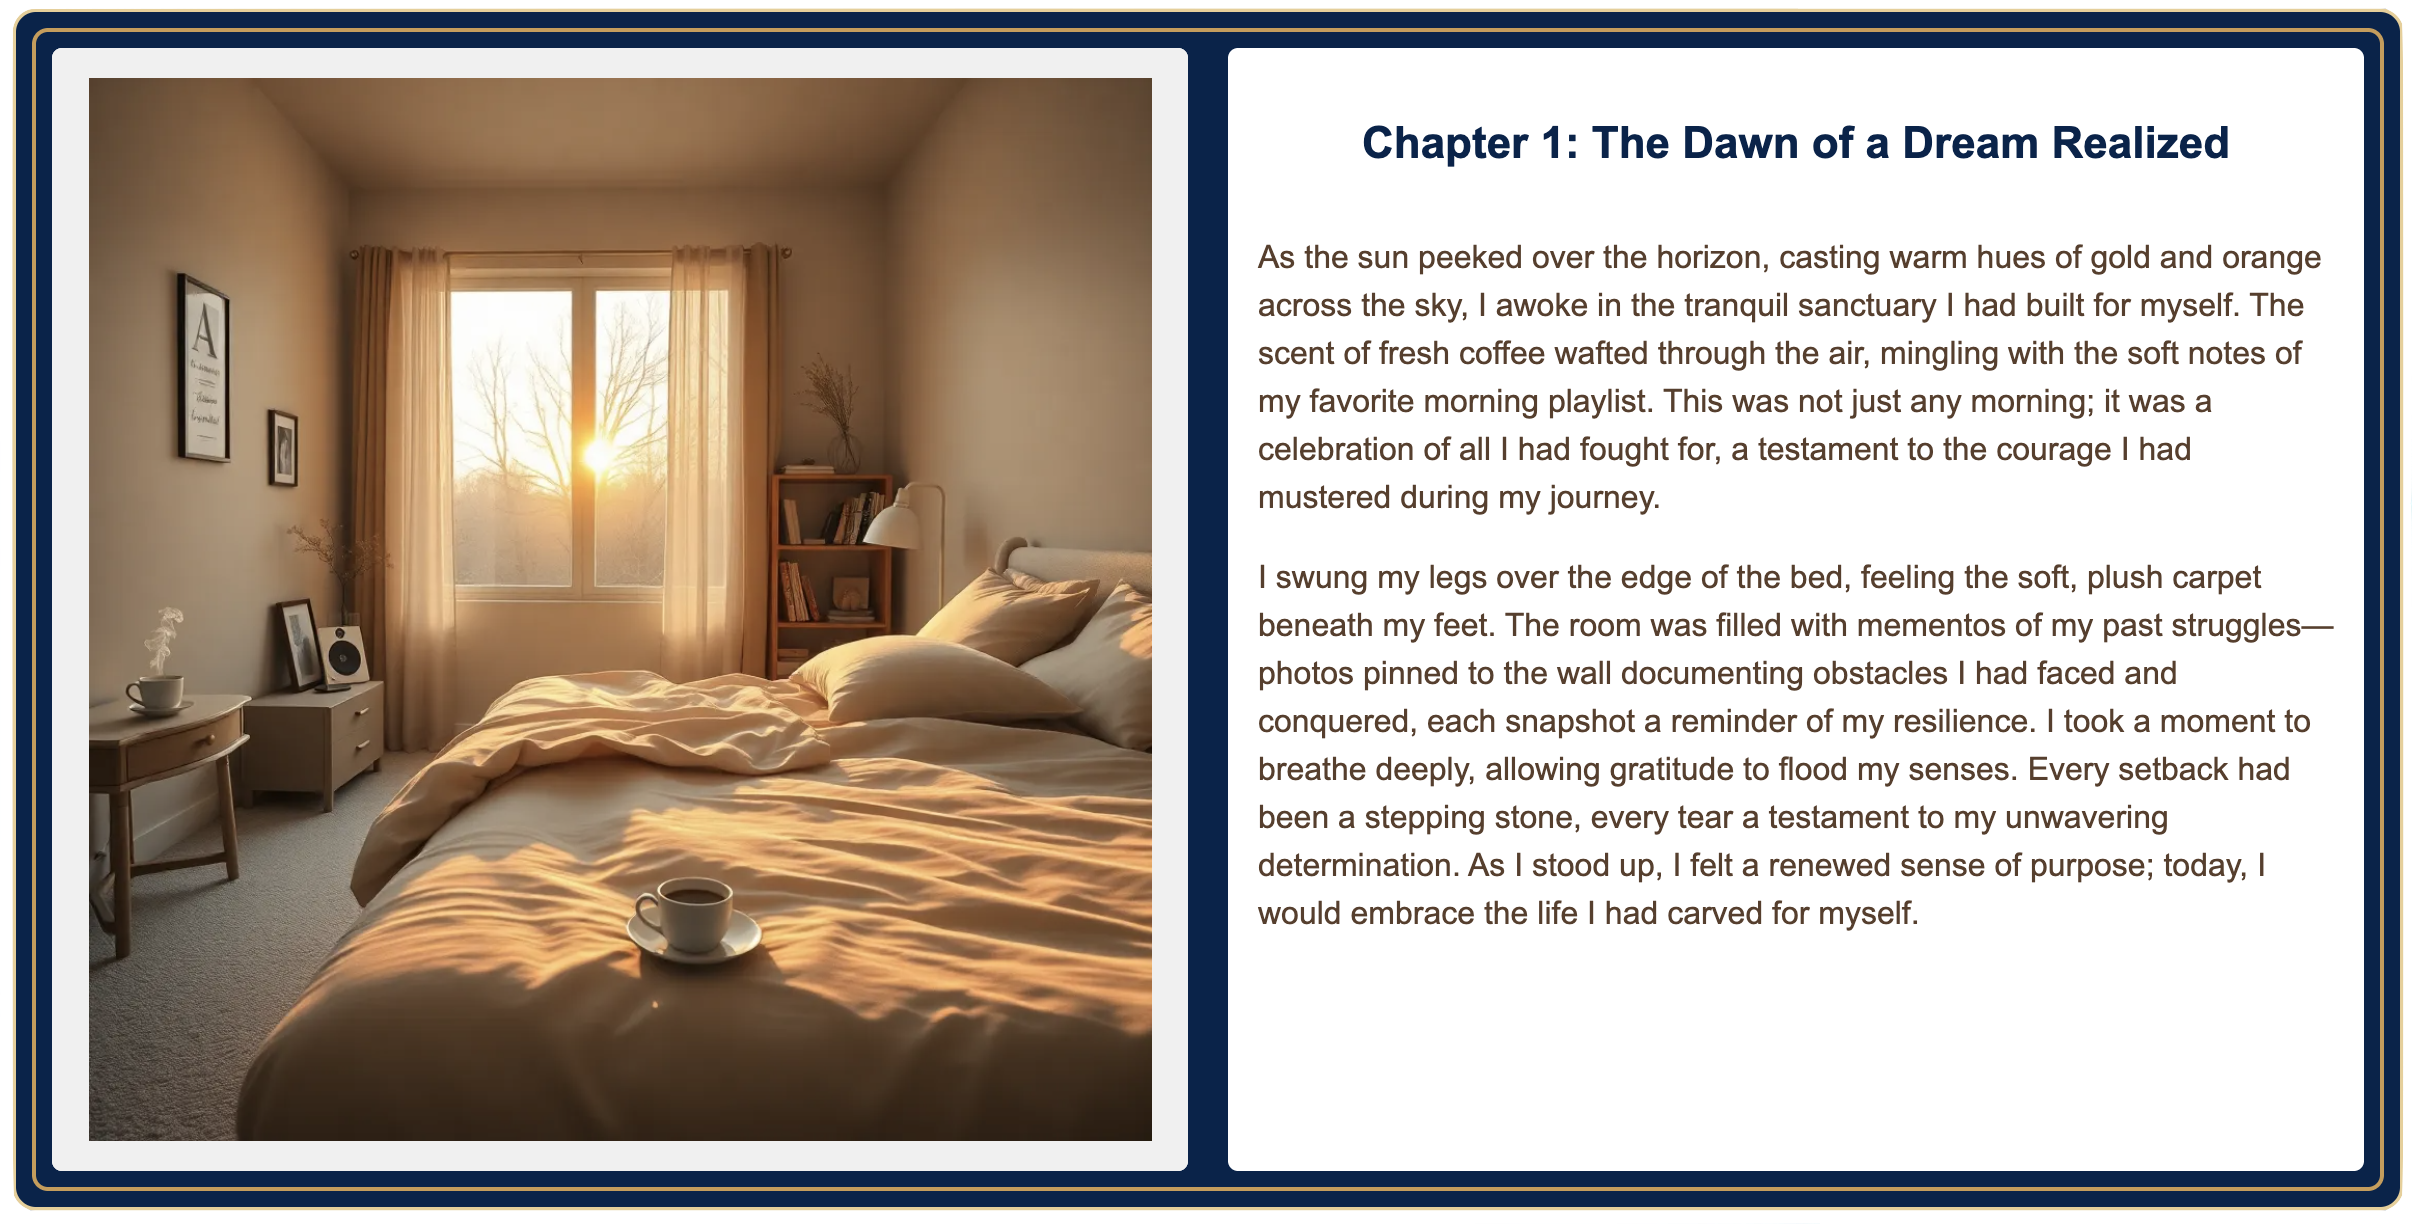 A
Chapter 1: The Dawn of a Dream Realized
As the sun peeked over the horizon, casting warm hues of gold and orange
across the sky, I awoke in the tranquil sanctuary I had built for myself. The
scent of fresh coffee wafted through the air, mingling with the soft notes of
my favorite morning playlist. This was not just any morning; it was a
celebration of all I had fought for, a testament to the courage I had
mustered during my journey.
I swung my legs over the edge of the bed, feeling the soft, plush carpet
beneath my feet. The room was filled with mementos of my past struggles—
photos pinned to the wall documenting obstacles I had faced and
conquered, each snapshot a reminder of my resilience. I took a moment to
breathe deeply, allowing gratitude to flood my senses. Every setback had
been a stepping stone, every tear a testament to my unwavering
determination. As I stood up, I felt a renewed sense of purpose; today, I
would embrace the life I had carved for myself.